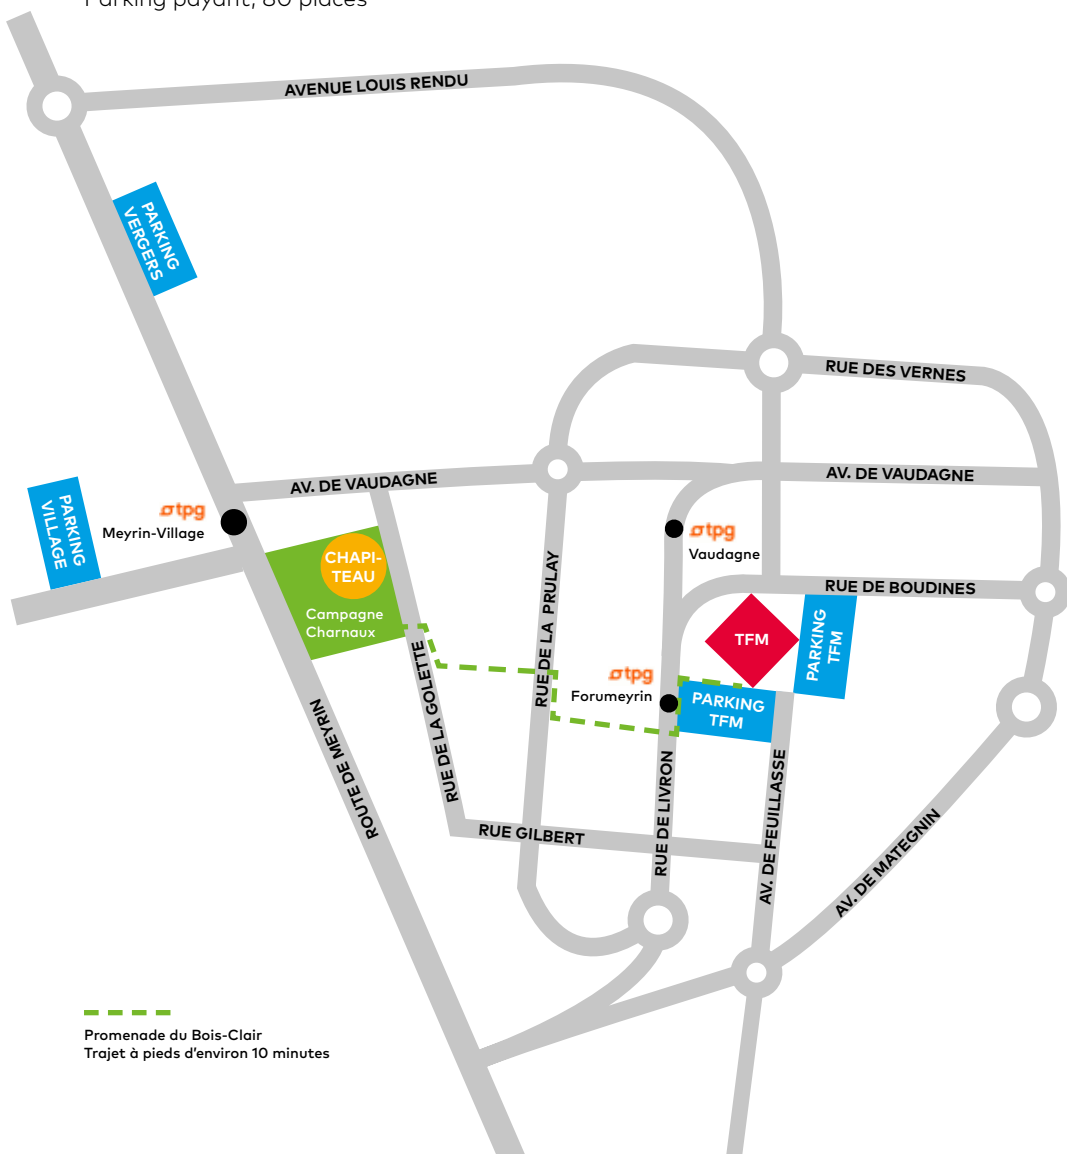 Parking payant, 80 places
AVENUE LOUIS RENDU
PARKING
VERGERS
RUE DES VERNES
AV. DE VAUDAGNE
AV. DE VAUDAGNE
PARKING
VILLAGE
tpg
Meyrin-Village
tpg
Vaudagne
CHAPI-
TEAU
Campagne
Charnaux
RUE DE LA PRULAY
RUE DE BOUDINES
TFM
PARKING
TFM
tpg
Forumeyrin
PARKING
TFM
RUE DE LA GOLETTE
ROUTE DE MEYRIN
RUE DE LIVRON
AV. DE FEUILLASSE
RUE GILBERT
AV. DE MATEGNIN
Promenade du Bois-Clair
Trajet à pieds d'environ 10 minutes